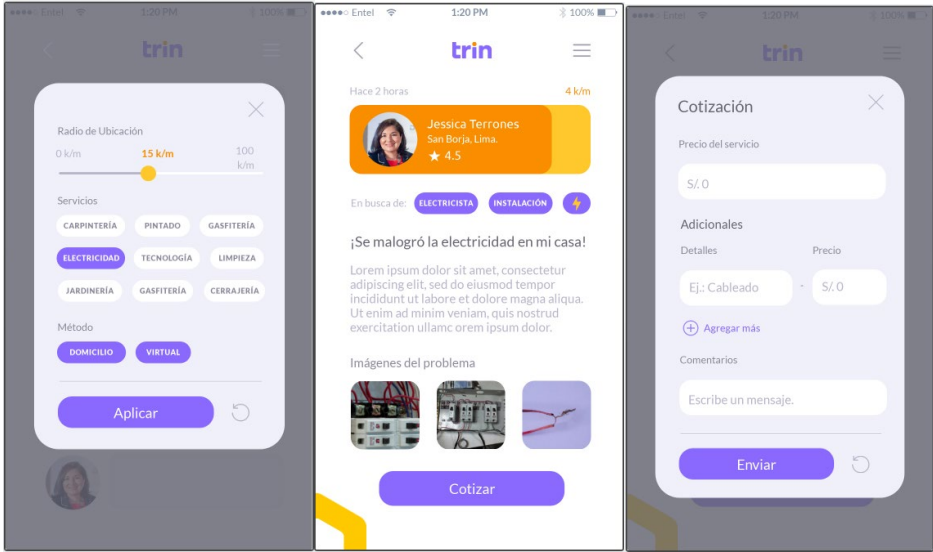 Entel 1:20 PM 100%
trin
Radio de Ubicación
0 k/m 15 k/m 100 k/m
Servicios
CARPINTERÍA PINTADO GASFITERÍA
ELECTRICIDAD TECNOLOGÍA LIMPIEZA
JARDINERÍA GASFITERÍA CERRAJERÍA
Método
DOMICILIO VIRTUAL
Aplicar
Entel 1:20 PM 100%
trin
Hace 2 horas 4 k/m
Jessica Terrones
San Borja, Lima.
★ 4.5
En busca de: ELECTRICISTA INSTALACIÓN
¡Se malogró la electricidad en mi casa!
Lorem ipsum dolor sit amet, consectetur
adipiscing elit, sed do eiusmod tempor
incididunt ut labore et dolore magna aliqua.
Ut enim ad minim veniam, quis nostrud
exercitation ullamc orem ipsum dolor.
Imágenes del problema
Cotizar
Entel 1:20 PM 100%
trin
Cotización
Precio del servicio
S/. 0
Adicionales
Detalles Precio
Ej.: Cableado - S/. 0
Agregar más
Comentarios
Escribe un mensaje.
Enviar